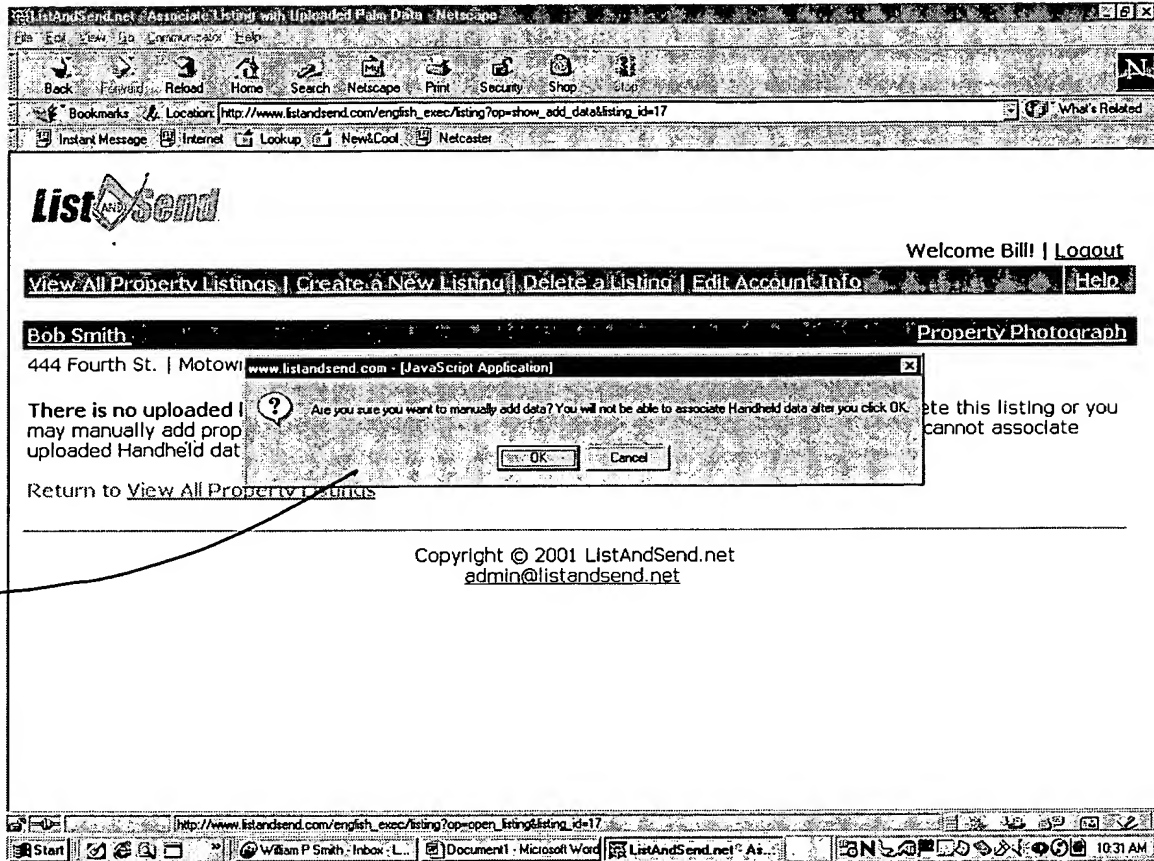 ListAndSend.net - Associate Listing with Uploaded Palm Data - Netscape
File Edit View Go Communicator Help
Back Forward Reload Home Search Netscape Print Security Shop Stop
Bookmarks Location: http://www.listandsend.com/english_exec/listing?op=show_add_data&listing_id=17 What's Related
Instant Message Internet Lookup New&Cool Netcaster
List AND Send
Welcome Bill! | Logout
View All Property Listings | Create a New Listing | Delete a Listing | Edit Account Info | Help
Bob Smith Property Photograph
444 Fourth St. | Motow
www.listandsend.com - [JavaScript Application]
There is no uploaded
Are you sure you want to manually add data? You will not be able to associate Handheld data after you click OK.
ete this listing or you
may manually add prop
cannot associate
uploaded Handheld dat
OK Cancel
Return to View All Property Listings
Copyright © 2001 ListAndSend.net
admin@listandsend.net
http://www.listandsend.com/english_exec/listing?op=open_listing&listing_id=17
Start William P Smith - Inbox - L... Document1 - Microsoft Word ListAndSend.net - As... 10:31 AM